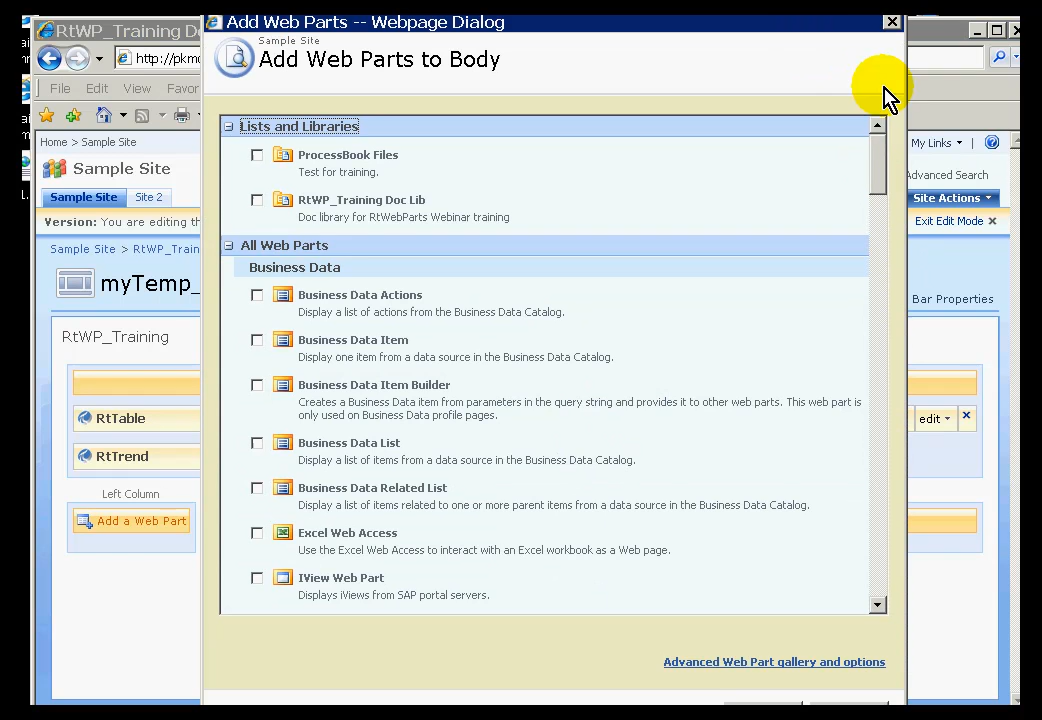 RtWP_Training D
Add Web Parts -- Webpage Dialog
http://pkm
Sample Site
Add Web Parts to Body
File Edit View Favor
Home > Sample Site
My Links
Sample Site
Advanced Search
Sample Site Site 2
Site Actions
Version: You are editing th
Exit Edit Mode
Sample Site > RtWP_Train
myTemp_
Bar Properties
RtWP_Training
RtTable
edit
RtTrend
Left Column
Add a Web Part
Lists and Libraries
ProcessBook Files
Test for training.
RtWP_Training Doc Lib
Doc library for RtWebParts Webinar training
All Web Parts
Business Data
Business Data Actions
Display a list of actions from the Business Data Catalog.
Business Data Item
Display one item from a data source in the Business Data Catalog.
Business Data Item Builder
Creates a Business Data item from parameters in the query string and provides it to other web parts. This web part is
only used on Business Data profile pages.
Business Data List
Display a list of items from a data source in the Business Data Catalog.
Business Data Related List
Display a list of items related to one or more parent items from a data source in the Business Data Catalog.
Excel Web Access
Use the Excel Web Access to interact with an Excel workbook as a Web page.
IView Web Part
Displays iViews from SAP portal servers.
Advanced Web Part gallery and options